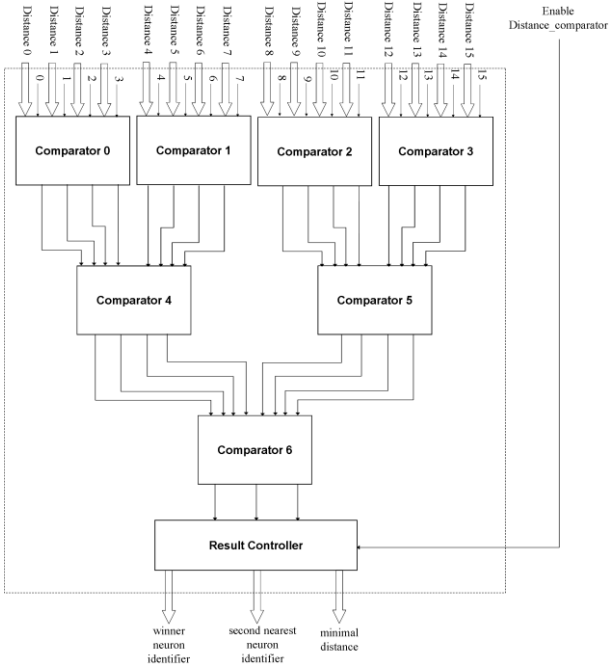 Distance 0
0
Distance 1
1
Distance 2
2
Distance 3
3
Distance 4
4
Distance 5
5
Distance 6
6
Distance 7
7
Distance 8
8
Distance 9
9
Distance 10
10
Distance 11
11
Distance 12
12
Distance 13
13
Distance 14
14
Distance 15
15
Enable
Distance_comparator
Comparator 0
Comparator 1
Comparator 2
Comparator 3
Comparator 4
Comparator 5
Comparator 6
Result Controller
winner
neuron
identifier
second nearest
neuron
identifier
minimal
distance